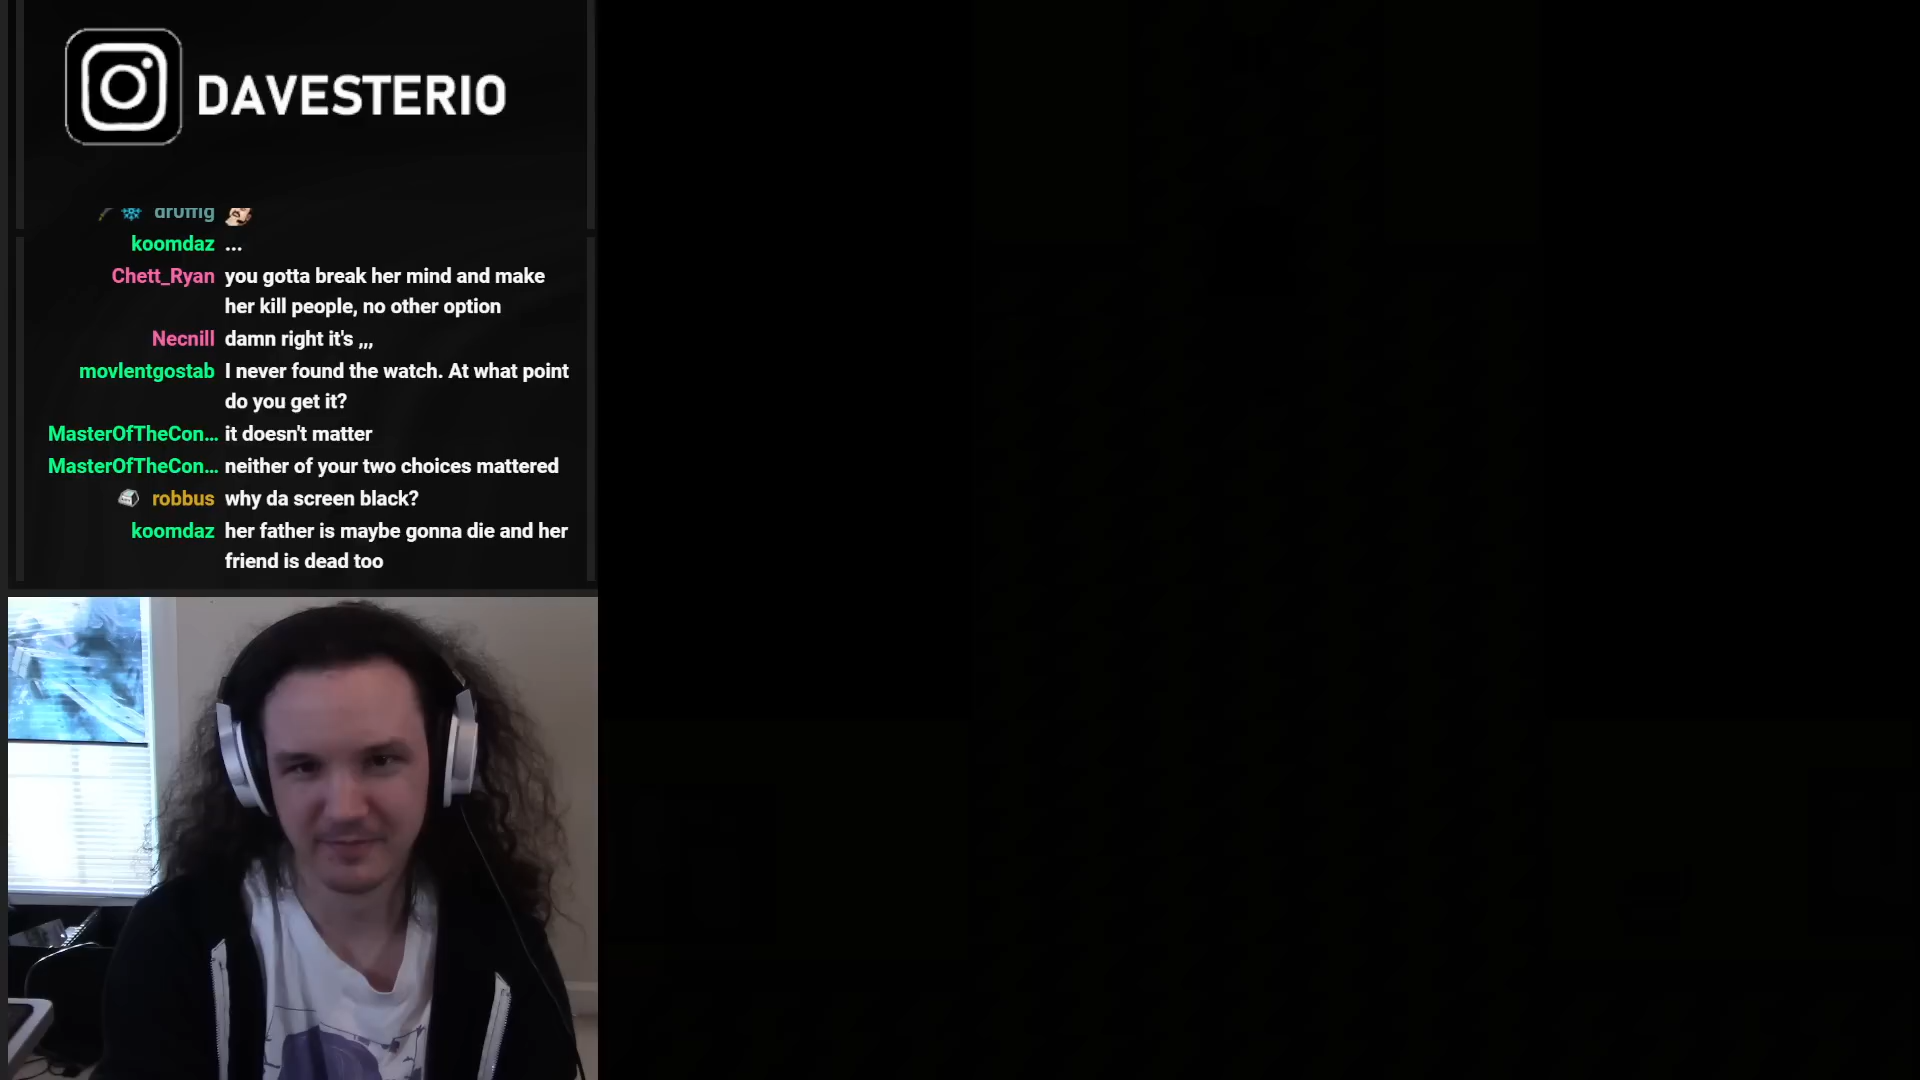 DAVESTERIO
druffig
koomdaz ...
Chett_Ryan you gotta break her mind and make
her kill people, no other option
Necnill damn right it's ,,,
movlentgostab I never found the watch. At what point
do you get it?
MasterOfTheCon... it doesn't matter
MasterOfTheCon... neither of your two choices mattered
robbus why da screen black?
koomdaz her father is maybe gonna die and her
friend is dead too